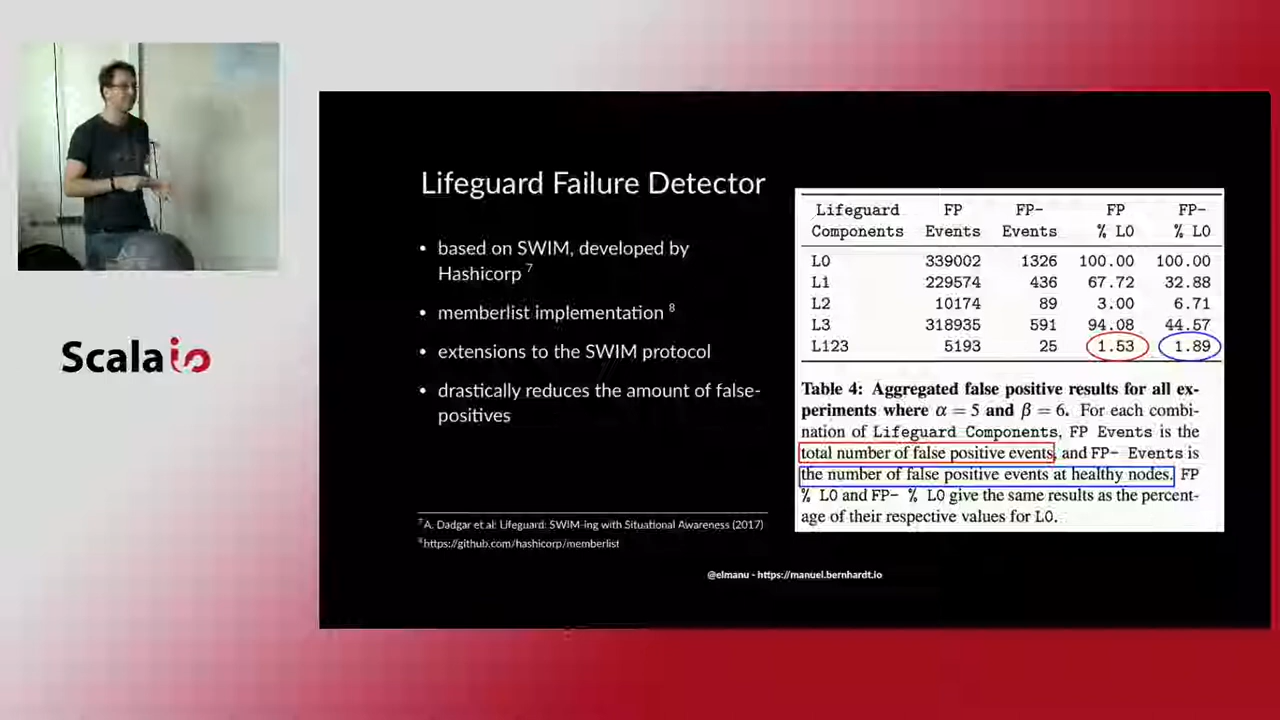 Scala io
Lifeguard Failure Detector
• based on SWIM, developed by
Hashicorp 7
• memberlist implementation 8
• extensions to the SWIM protocol
• drastically reduces the amount of false-
positives
7 A. Dadgar et al: Lifeguard: SWIM-ing with Situational Awareness (2017)
8 https://github.com/hashicorp/memberlist
Lifeguard FP FP- FP FP-
Components Events Events % L0 % L0
L0 339002 1326 100.00 100.00
L1 229574 436 67.72 32.88
L2 10174 89 3.00 6.71
L3 318935 591 94.08 44.57
L123 5193 25 1.53 1.89
Table 4: Aggregated false positive results for all ex-
periments where α = 5 and β = 6. For each combi-
nation of Lifeguard Components, FP Events is the
total number of false positive events, and FP- Events is
the number of false positive events at healthy nodes. FP
% L0 and FP- % L0 give the same results as the percent-
age of their respective values for L0.
@elmanu - https://manuel.bernhardt.io